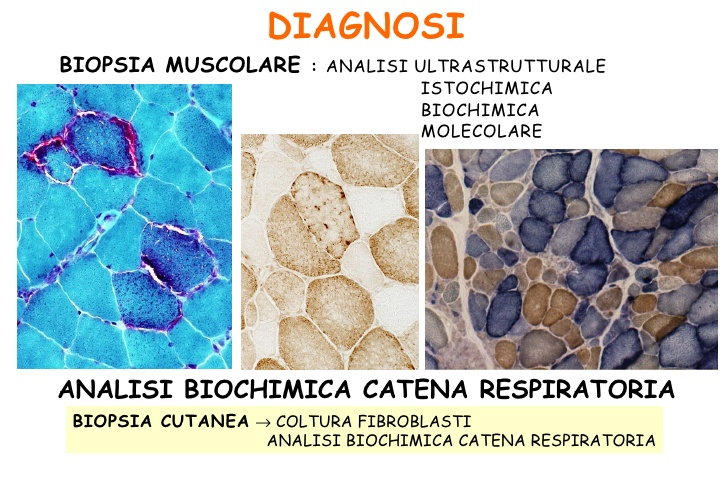 DIAGNOSI
BIOPSIA MUSCOLARE : ANALISI ULTRASTRUTTURALE
ISTOCHIMICA
BIOCHIMICA
MOLECOLARE
ANALISI BIOCHIMICA CATENA RESPIRATORIA
BIOPSIA CUTANEA → COLTURA FIBROBLASTI
ANALISI BIOCHIMICA CATENA RESPIRATORIA